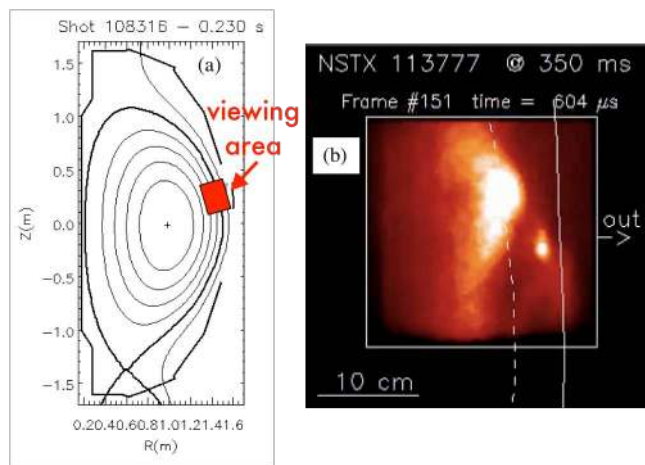 Shot 108316 - 0.230 s
(a)
viewing
area
1.5
1.0
0.5
0.0
-0.5
-1.0
-1.5
Z(m)
0.20.40.60.81.01.21.41.6
R(m)
NSTX 113777 @ 350 ms
Frame #151 time = 604 μs
(b)
out
->
10 cm